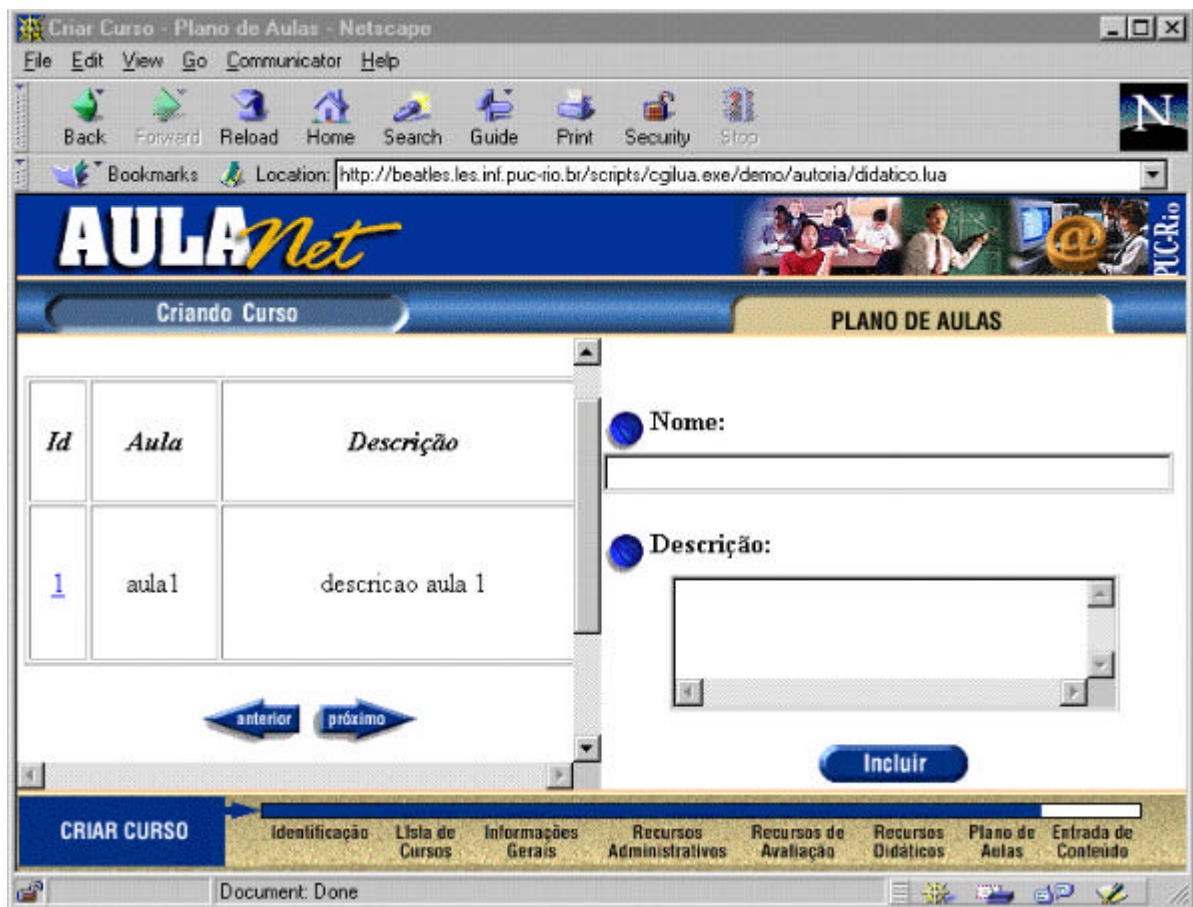 Criar Curso - Plano de Aulas - Netscape
File Edit View Go Communicator Help
Back Forward Reload Home Search Guide Print Security Stop
N
Bookmarks Location: http://beatles.les.inf.puc-rio.br/scripts/cgilua.exe/demo/autoria/didatico.lua
AULANet
@
PUC-Rio
Criando Curso
PLANO DE AULAS
Id Aula Descrição
1 aula1 descricao aula 1
anterior próximo
Nome:
Descrição:
Incluir
CRIAR CURSO
Identificação
Lista de
Cursos
Informações
Gerais
Recursos
Administrativos
Recursos de
Avaliação
Recursos
Didáticos
Plano de
Aulas
Entrada de
Conteúdo
Document: Done